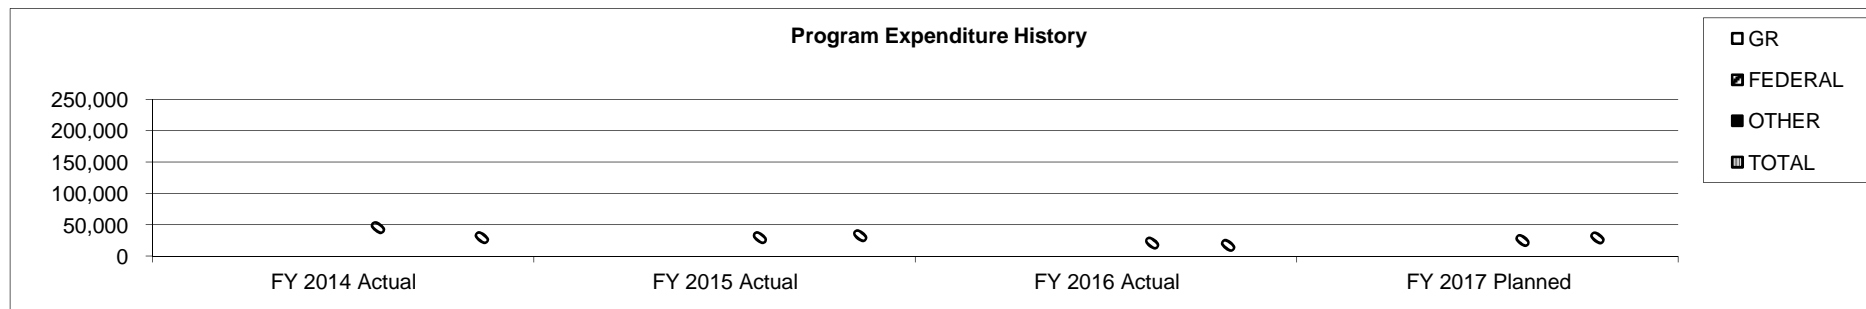 Program Expenditure History
GR
FEDERAL
OTHER
TOTAL
250,000
200,000
150,000
100,000
50,000
0
0 0 0 0 0 0 0 0
FY 2014 Actual FY 2015 Actual FY 2016 Actual FY 2017 Planned